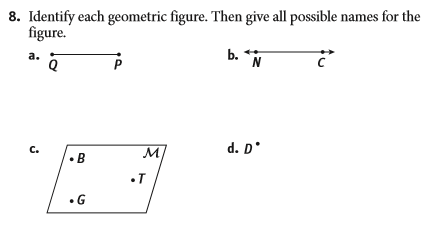 8. Identify each geometric figure. Then give all possible names for the
figure.
a. Q P
b. N C
c. B M T G
d. D